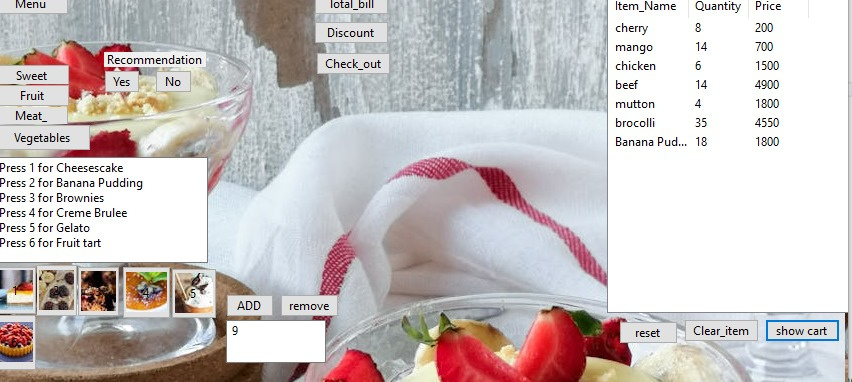 Menu
Total_bill
Discount
Check_out
Recommendation
Yes No
Sweet
Fruit
Meat_
Vegetables
Press 1 for Cheesescake
Press 2 for Banana Pudding
Press 3 for Brownies
Press 4 for Creme Brulee
Press 5 for Gelato
Press 6 for Fruit tart
1 4 5
ADD remove
9
Item_Name Quantity Price
cherry 8 200
mango 14 700
chicken 6 1500
beef 14 4900
mutton 4 1800
brocolli 35 4550
Banana Pud... 18 1800
reset Clear_item show cart